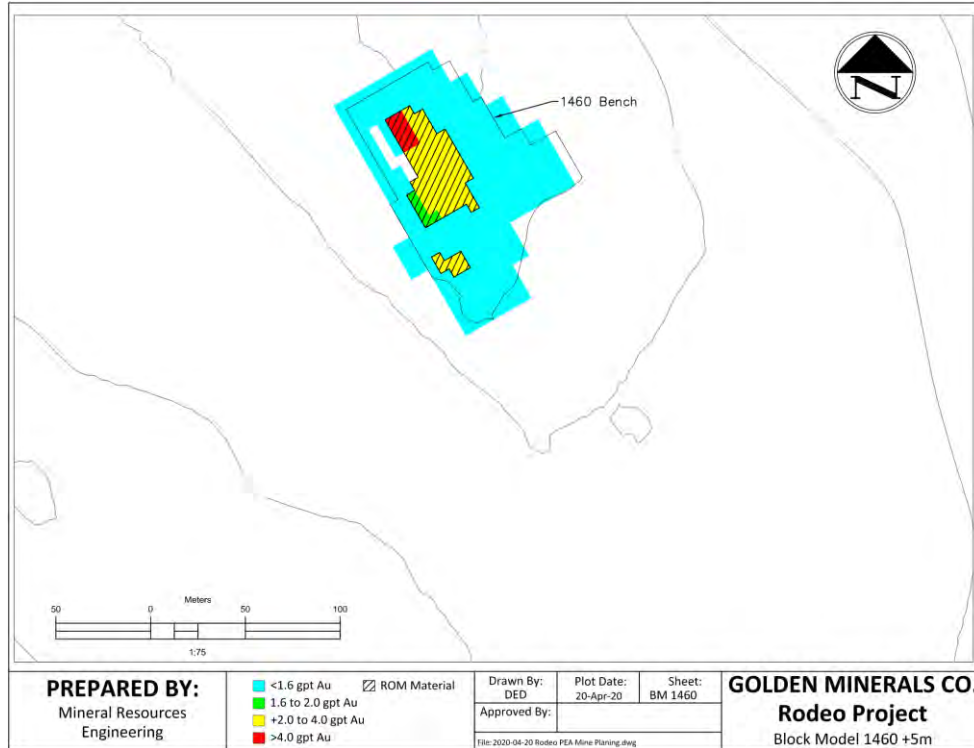 1460 Bench
N
Meters
50 0 50 100
1:75
PREPARED BY:
Mineral Resources
Engineering
<1.6 gpt Au
1.6 to 2.0 gpt Au
+2.0 to 4.0 gpt Au
>4.0 gpt Au
ROM Material
Drawn By:
DED
Plot Date:
20-Apr-20
Sheet:
BM 1460
Approved By:
File: 2020-04-20 Rodeo PEA Mine Planing.dwg
GOLDEN MINERALS CO.
Rodeo Project
Block Model 1460 +5m